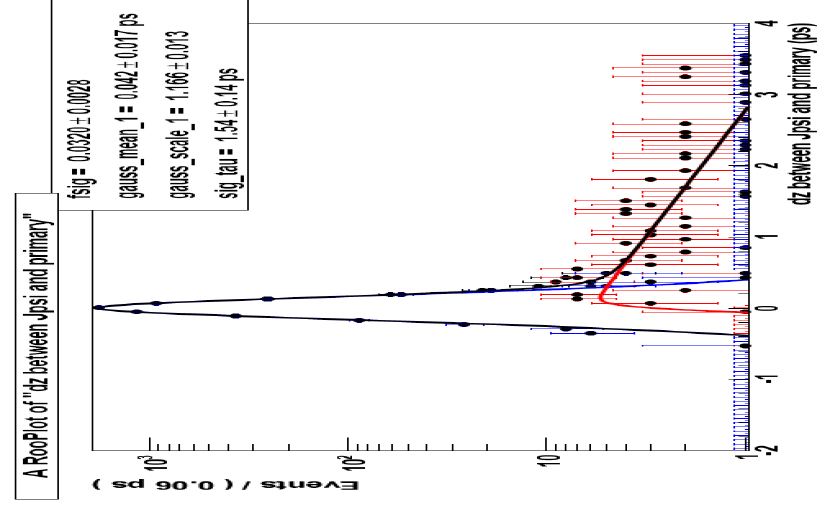 A RooPlot of "dz between Jpsi and primary"
fsig = 0.0320 ± 0.0028
gauss_mean_1 = 0.042 ± 0.017 ps
gauss_scale_1 = 1.166 ± 0.013
sig_tau = 1.54 ± 0.14 ps
Events / ( 0.06 ps )
10³
10²
10
1
-2 -1 0 1 2 3 4
dz between Jpsi and primary (ps)